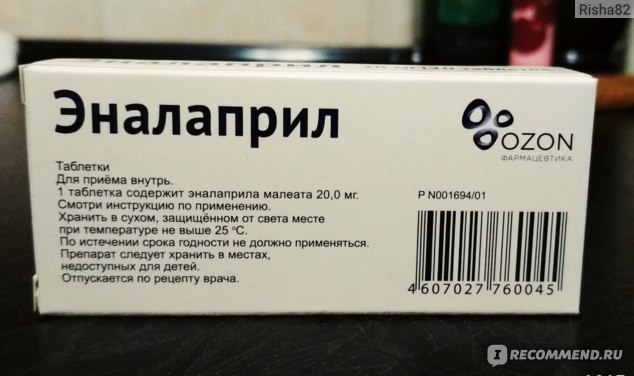 Risha82
Эналаприл
OZON
ФАРМАЦЕВТИКА
Таблетки
Для приёма внутрь.
1 таблетка содержит эналаприла малеата 20,0 мг.
Смотри инструкцию по применению.
Хранить в сухом, защищённом от света месте
при температуре не выше 25 °С.
По истечении срока годности не должно применяться.
Препарат следует хранить в местах,
недоступных для детей.
Отпускается по рецепту врача.
Р N001694/01
4 607027 760045
IRECOMMEND.RU